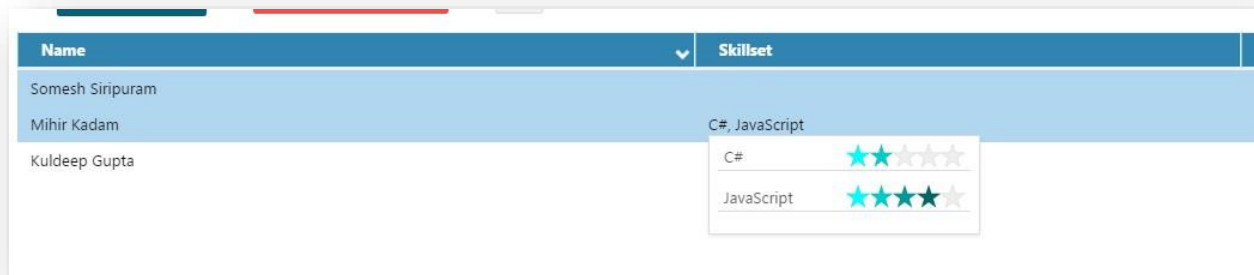 Name Skillset
Somesh Siripuram
Mihir Kadam C#, JavaScript
C#
JavaScript
Kuldeep Gupta